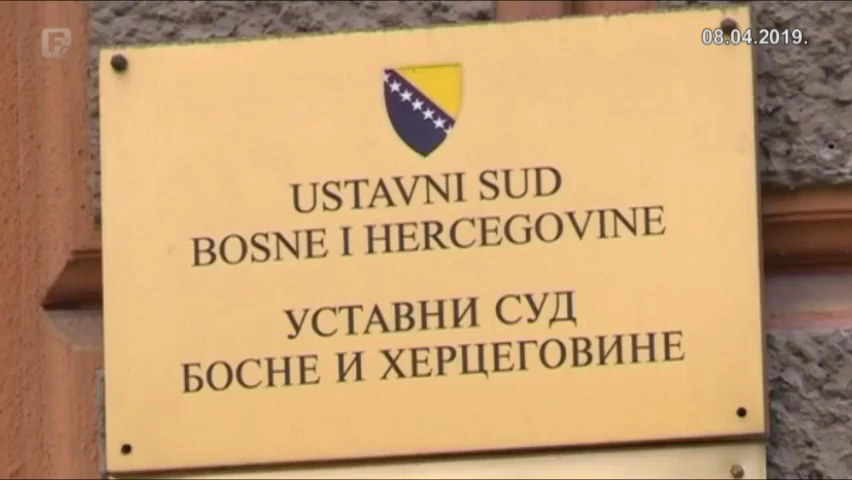 08.04.2019.
USTAVNI SUD
BOSNE I HERCEGOVINE
УСТАВНИ СУД
БОСНЕ И ХЕРЦЕГОВИНЕ